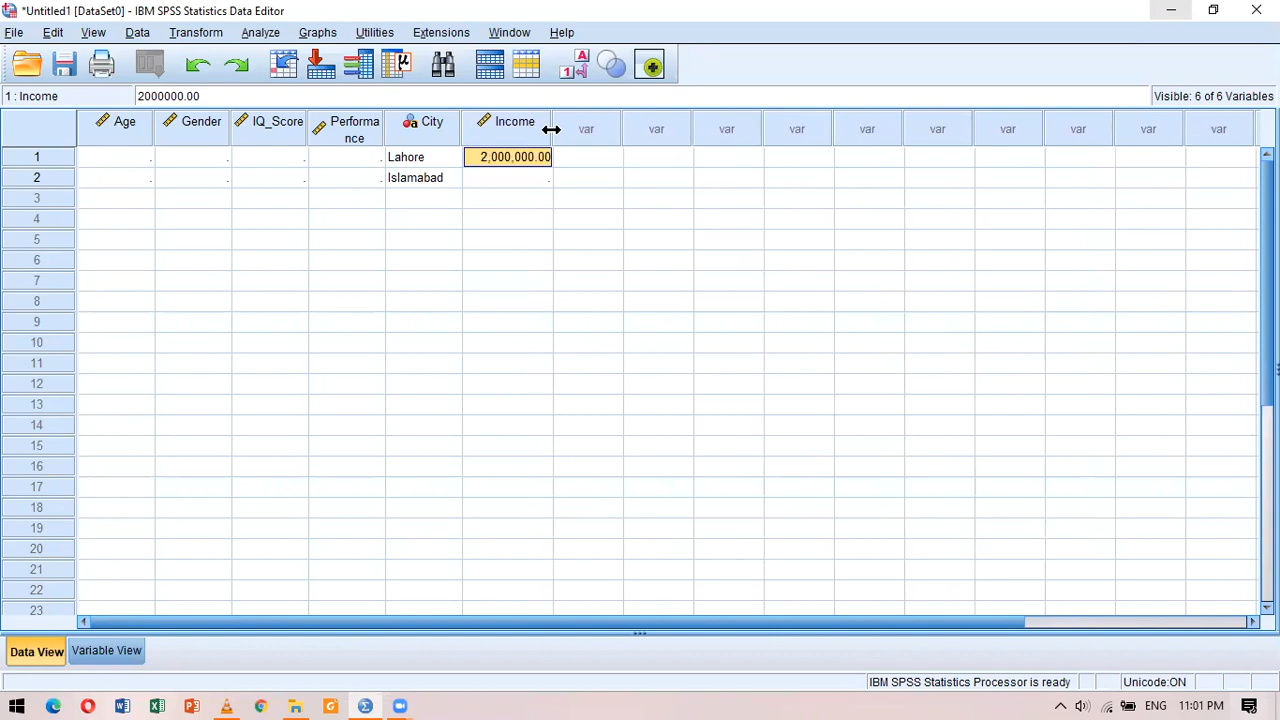 *Untitled1 [DataSet0] - IBM SPSS Statistics Data Editor
File Edit View Data Transform Analyze Graphs Utilities Extensions Window Help
1 : Income 2000000.00 Visible: 6 of 6 Variables
Age Gender IQ_Score Performa
nce City Income var var var var var var var var var var
1 . . . . Lahore 2,000,000.00
2 . . . . Islamabad .
3
4
5
6
7
8
9
10
11
12
13
14
15
16
17
18
19
20
21
22
23
Data View Variable View
IBM SPSS Statistics Processor is ready Unicode:ON
ENG 11:01 PM